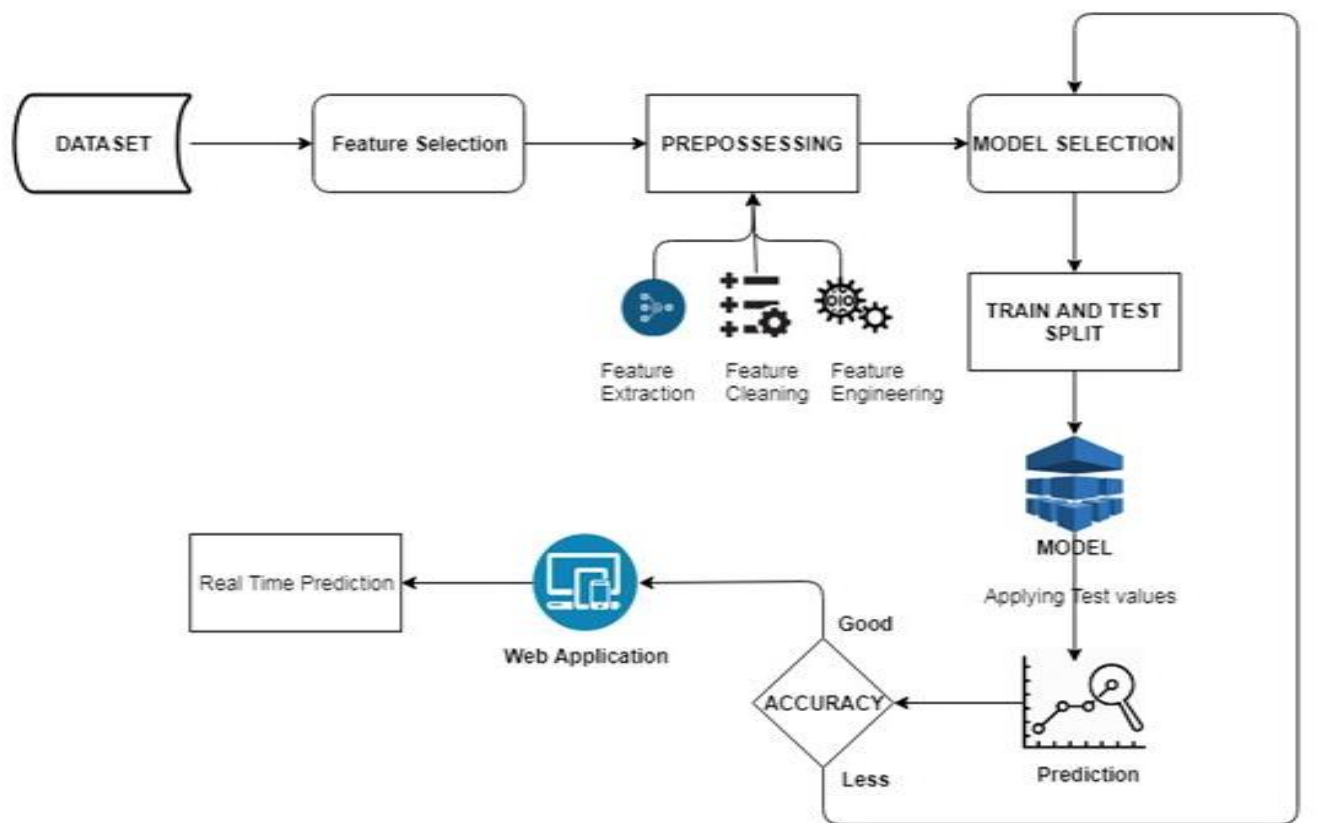 DATASET
Feature Selection
PREPOSSESSING
MODEL SELECTION
Feature
Extraction
Feature
Cleaning
Feature
Engineering
TRAIN AND TEST
SPLIT
MODEL
Applying Test values
Prediction
ACCURACY
Good
Less
Web Application
Real Time Prediction